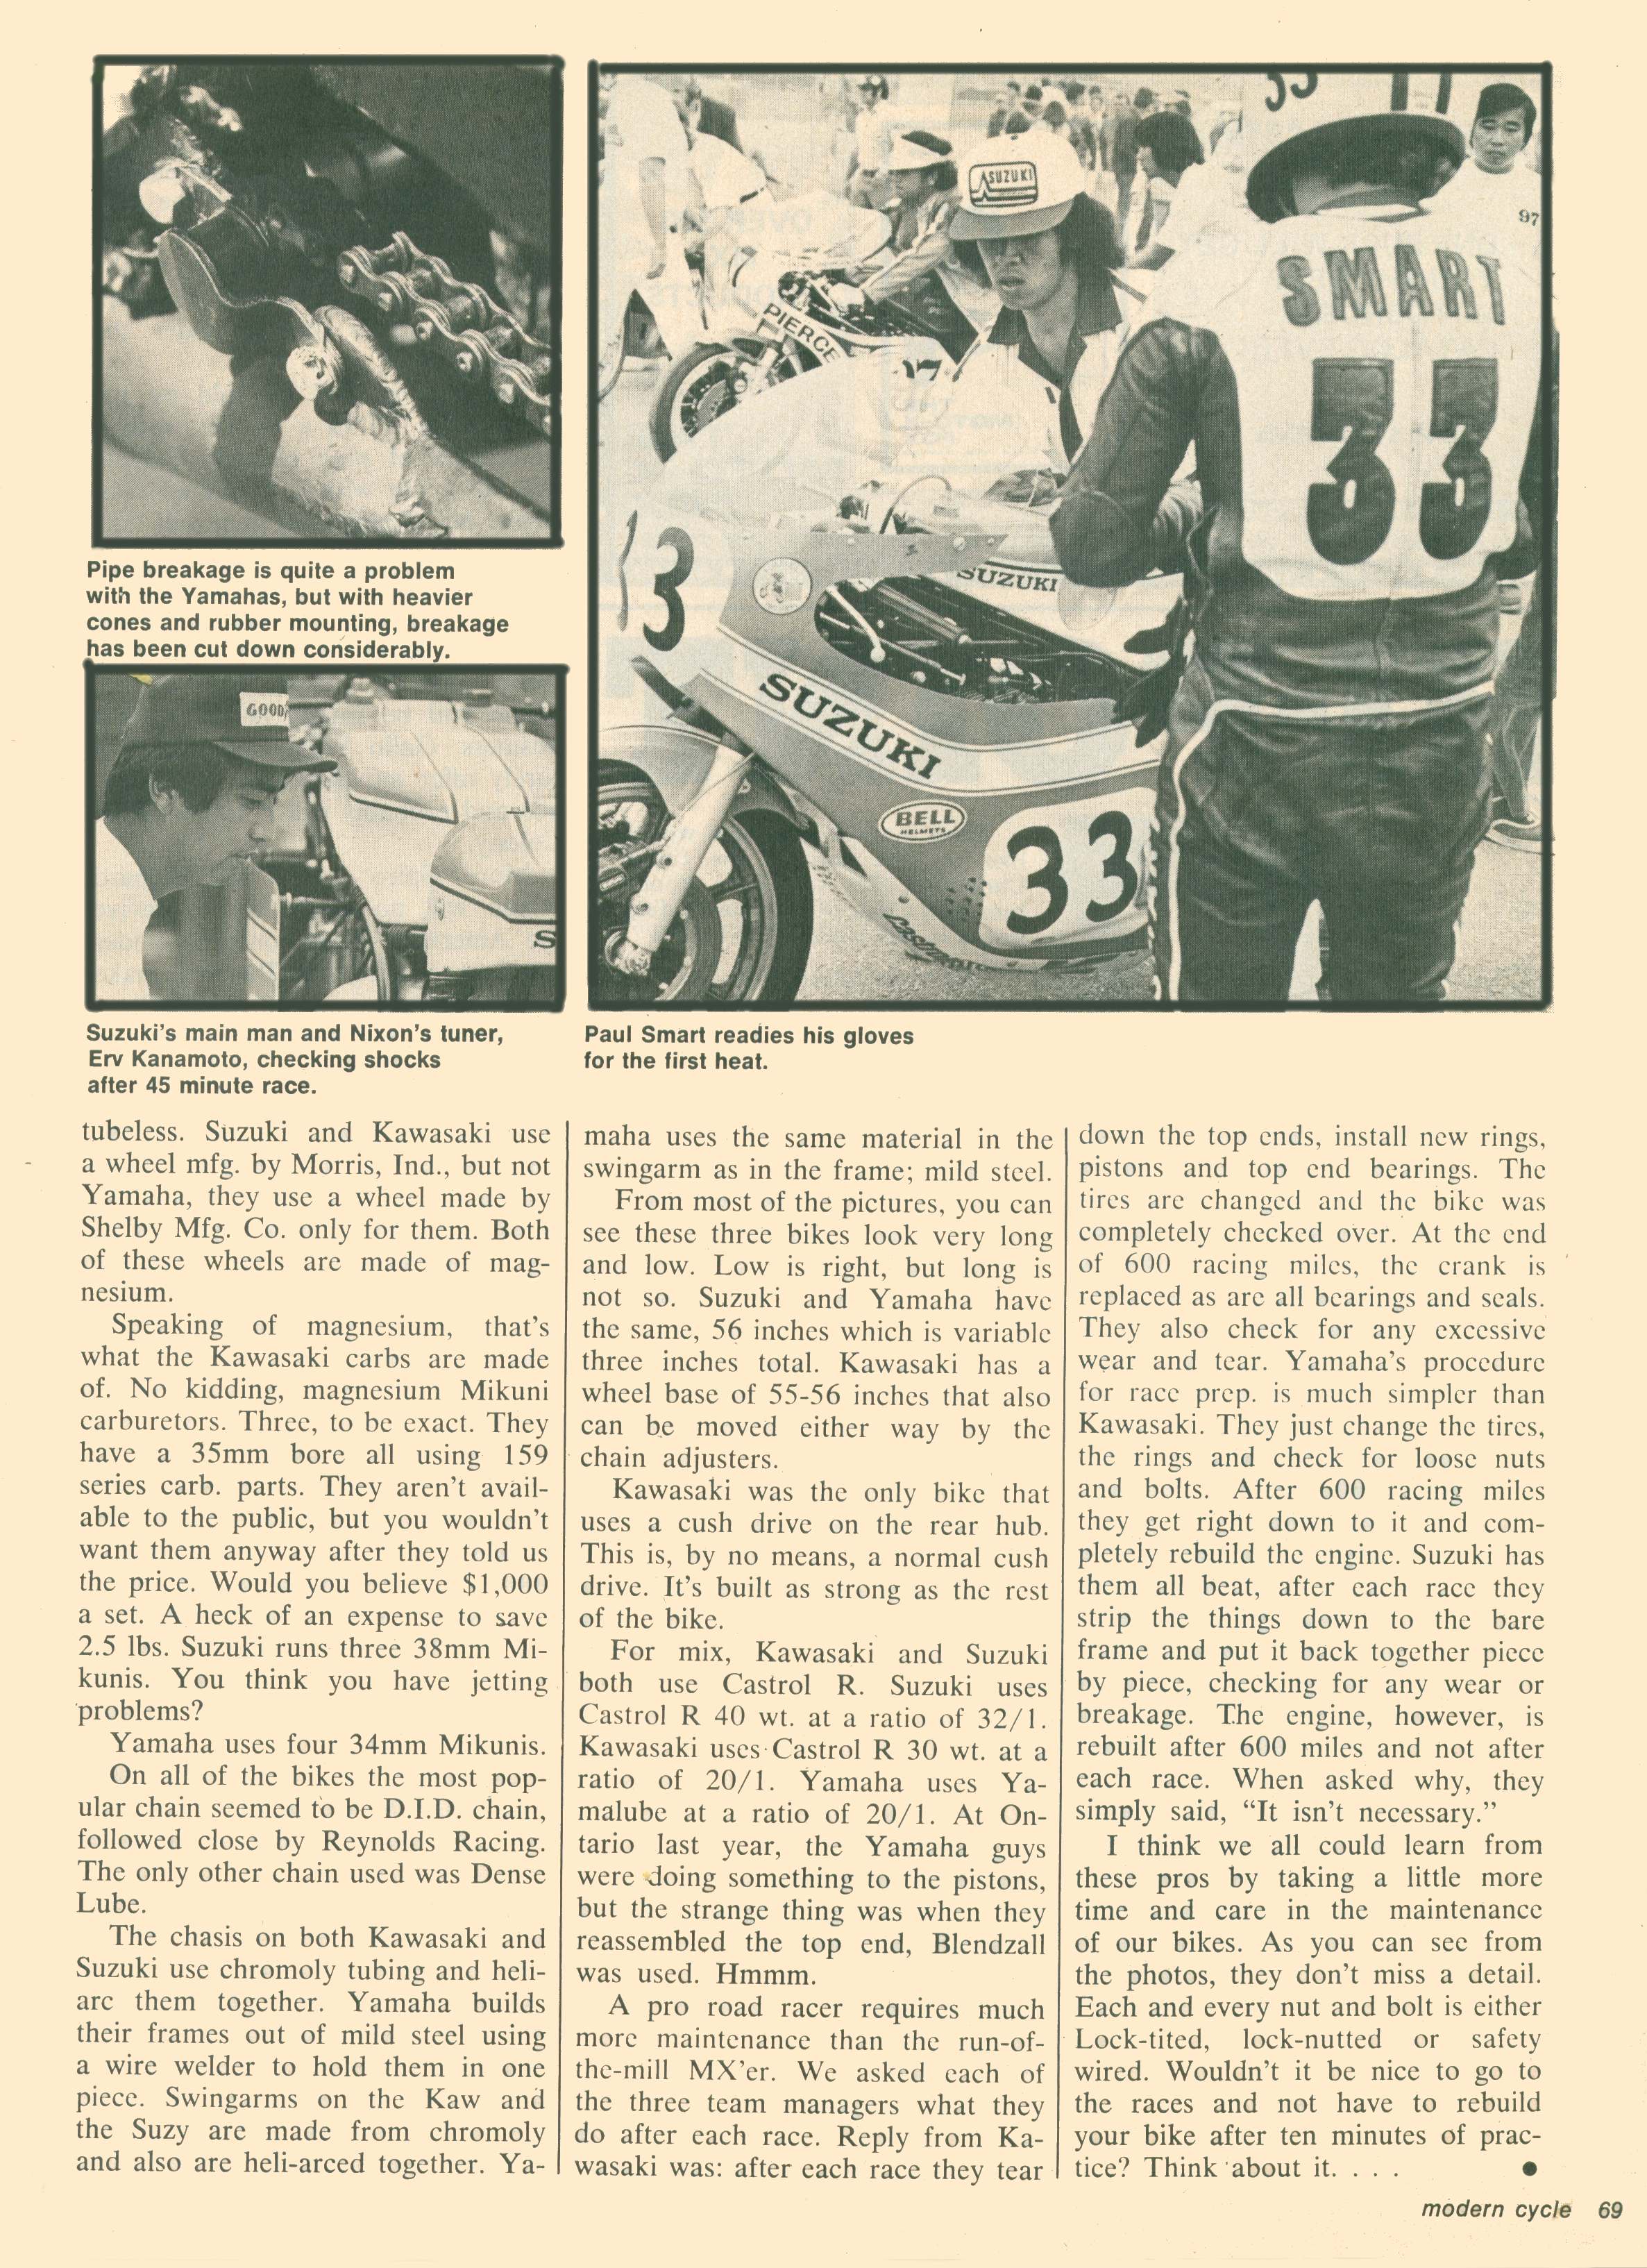 GOOD
S
53
SUZUKI
97
SMART
33
PIERCE
97
3
SUZUKI
SUZUKI
BELL
HELMETS
33
Castrol
Pipe breakage is quite a problem
with the Yamahas, but with heavier
cones and rubber mounting, breakage
has been cut down considerably.
Suzuki's main man and Nixon's tuner,
Erv Kanamoto, checking shocks
after 45 minute race.
Paul Smart readies his gloves
for the first heat.
tubeless. Suzuki and Kawasaki use
a wheel mfg. by Morris, Ind., but not
Yamaha, they use a wheel made by
Shelby Mfg. Co. only for them. Both
of these wheels are made of mag-
nesium.
Speaking of magnesium, that's
what the Kawasaki carbs are made
of. No kidding, magnesium Mikuni
carburetors. Three, to be exact. They
have a 35mm bore all using 159
series carb. parts. They aren't avail-
able to the public, but you wouldn't
want them anyway after they told us
the price. Would you believe $1,000
a set. A heck of an expense to save
2.5 lbs. Suzuki runs three 38mm Mi-
kunis. You think you have jetting
problems?
Yamaha uses four 34mm Mikunis.
On all of the bikes the most pop-
ular chain seemed to be D.I.D. chain,
followed close by Reynolds Racing.
The only other chain used was Dense
Lube.
The chasis on both Kawasaki and
Suzuki use chromoly tubing and heli-
arc them together. Yamaha builds
their frames out of mild steel using
a wire welder to hold them in one
piece. Swingarms on the Kaw and
the Suzy are made from chromoly
and also are heli-arced together. Ya-
maha uses the same material in the
swingarm as in the frame; mild steel.
From most of the pictures, you can
see these three bikes look very long
and low. Low is right, but long is
not so. Suzuki and Yamaha have
the same, 56 inches which is variable
three inches total. Kawasaki has a
wheel base of 55-56 inches that also
can be moved either way by the
chain adjusters.
Kawasaki was the only bike that
uses a cush drive on the rear hub.
This is, by no means, a normal cush
drive. It's built as strong as the rest
of the bike.
For mix, Kawasaki and Suzuki
both use Castrol R. Suzuki uses
Castrol R 40 wt. at a ratio of 32/1.
Kawasaki uses Castrol R 30 wt. at a
ratio of 20/1. Yamaha uses Ya-
malube at a ratio of 20/1. At On-
tario last year, the Yamaha guys
were doing something to the pistons,
but the strange thing was when they
reassembled the top end, Blendzall
was used. Hmmm.
A pro road racer requires much
more maintenance than the run-of-
the-mill MX'er. We asked each of
the three team managers what they
do after each race. Reply from Ka-
wasaki was: after each race they tear
down the top ends, install new rings,
pistons and top end bearings. The
tires are changed and the bike was
completely checked over. At the end
of 600 racing miles, the crank is
replaced as are all bearings and seals.
They also check for any excessive
wear and tear. Yamaha's procedure
for race prep. is much simpler than
Kawasaki. They just change the tires,
the rings and check for loose nuts
and bolts. After 600 racing miles
they get right down to it and com-
pletely rebuild the engine. Suzuki has
them all beat, after each race they
strip the things down to the bare
frame and put it back together piece
by piece, checking for any wear or
breakage. The engine, however, is
rebuilt after 600 miles and not after
each race. When asked why, they
simply said, “It isn't necessary.”
I think we all could learn from
these pros by taking a little more
time and care in the maintenance
of our bikes. As you can see from
the photos, they don't miss a detail.
Each and every nut and bolt is either
Lock-tited, lock-nutted or safety
wired. Wouldn't it be nice to go to
the races and not have to rebuild
your bike after ten minutes of prac-
tice? Think about it. . . .
modern cycle 69